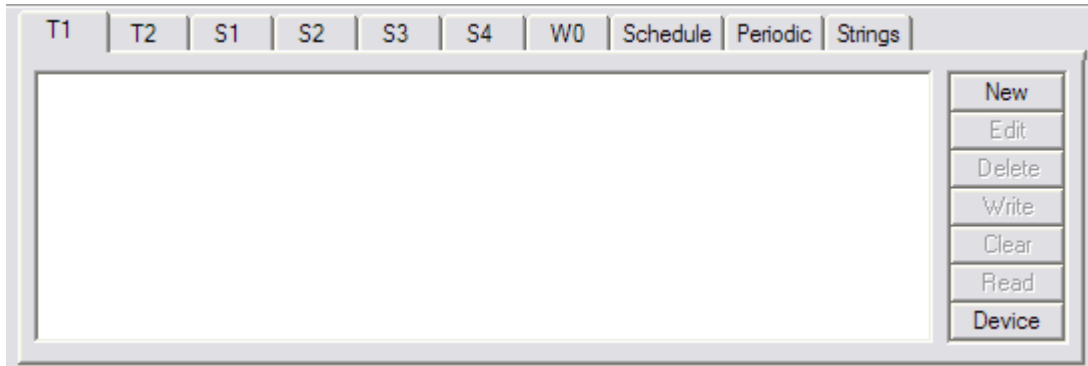 T1 T2 S1 S2 S3 S4 W0 Schedule Periodic Strings
New
Edit
Delete
Write
Clear
Read
Device